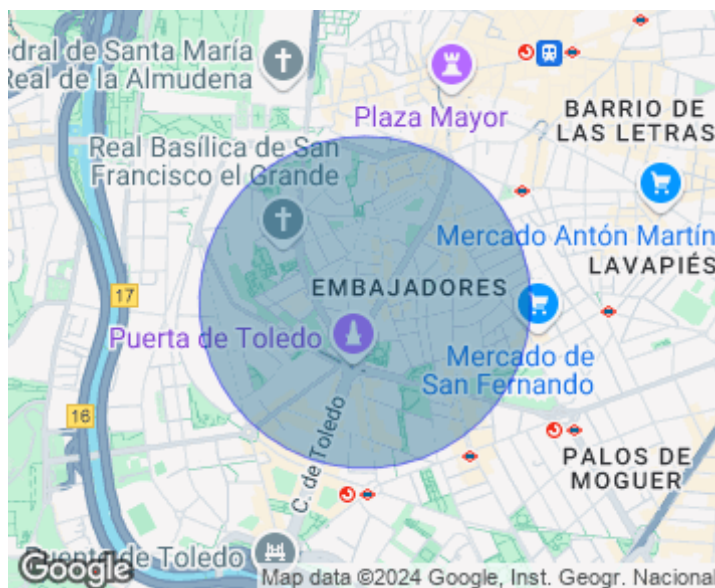 dral de Santa María
Real de la Almudena
Plaza Mayor
BARRIO DE
LAS LETRAS
Real Basílica de San
Francisco el Grande
Mercado Antón Martín
LAVAPIÉS
EMBAJADORES
17
Puerta de Toledo
Mercado de
San Fernando
16
C. de Toledo
PALOS DE
MOGUER
Puente de Toledo
Google
Map data ©2024 Google, Inst. Geogr. Nacional